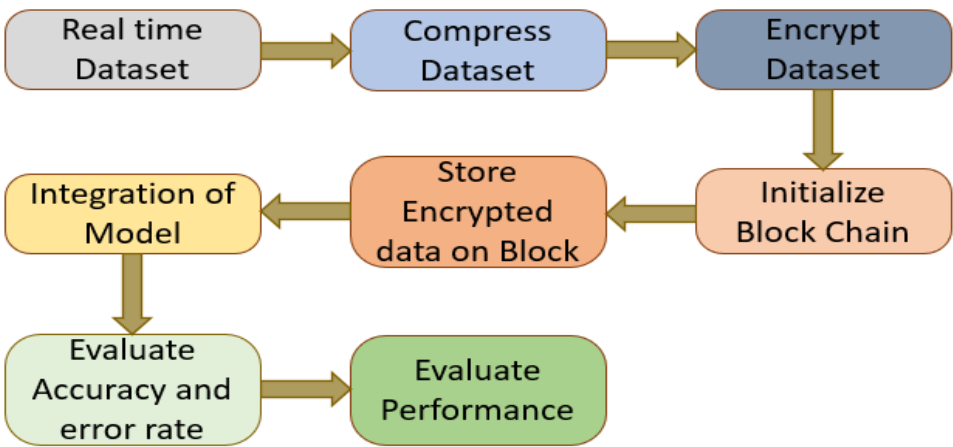 Real time
Dataset
Compress
Dataset
Encrypt
Dataset
Initialize
Block Chain
Store
Encrypted
data on Block
Integration of
Model
Evaluate
Accuracy and
error rate
Evaluate
Performance